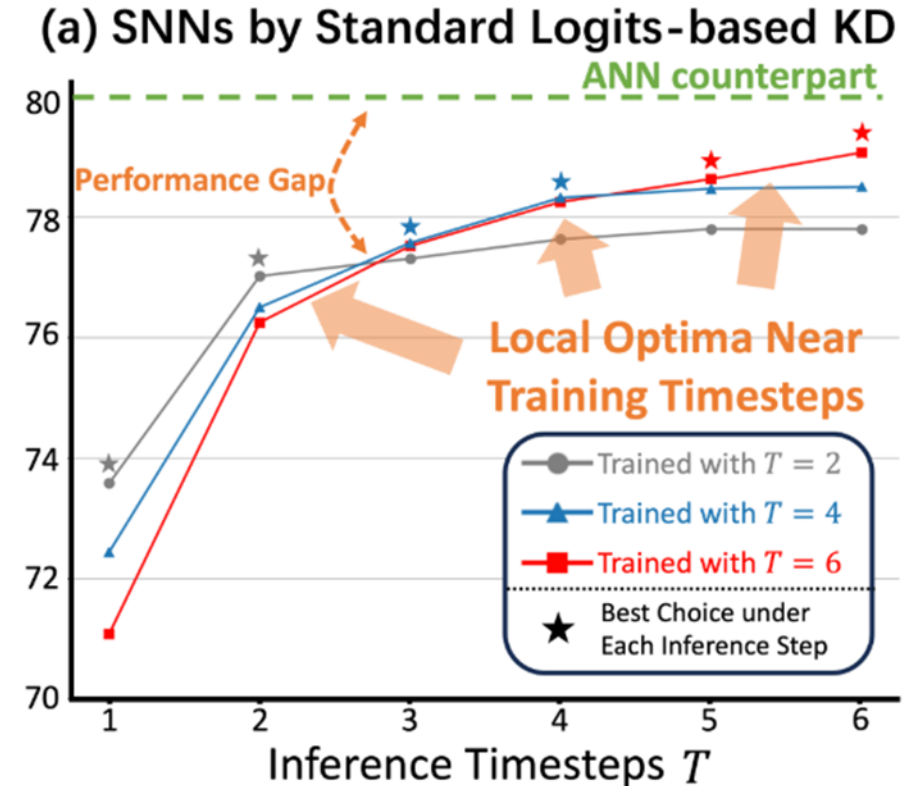 (a) SNNs by Standard Logits-based KD
ANN counterpart
80
Performance Gap
78
76
Local Optima Near
Training Timesteps
74
Trained with T = 2
Trained with T = 4
72
Trained with T = 6
Best Choice under
Each Inference Step
70
1 2 3 4 5 6
Inference Timesteps T